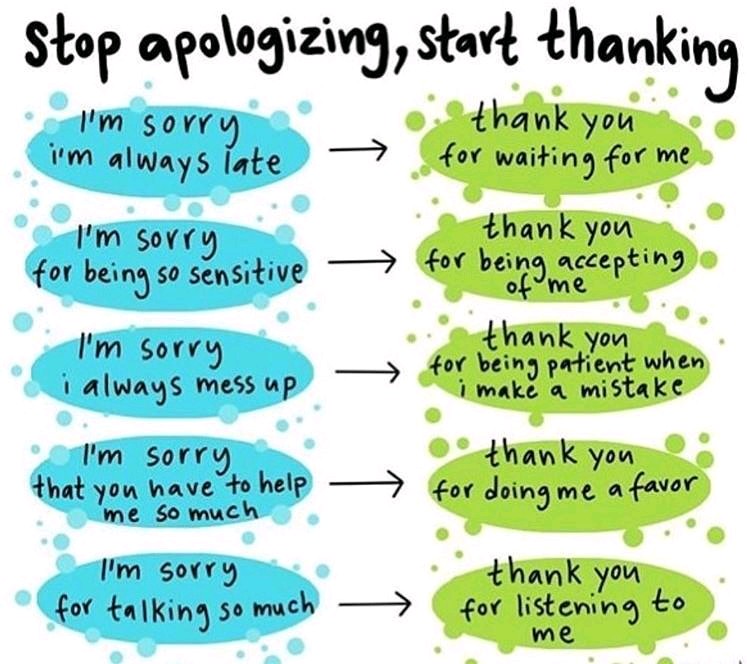 Stop apologizing, start thanking
I'm sorry
i'm always late
thank you
for waiting for me
I'm sorry
for being so sensitive
thank you
for being accepting
of me
I'm sorry
i always mess up
thank you
for being patient when
i make a mistake
I'm sorry
that you have to help
me so much
thank you
for doing me a favor
I'm sorry
for talking so much
thank you
for listening to
me